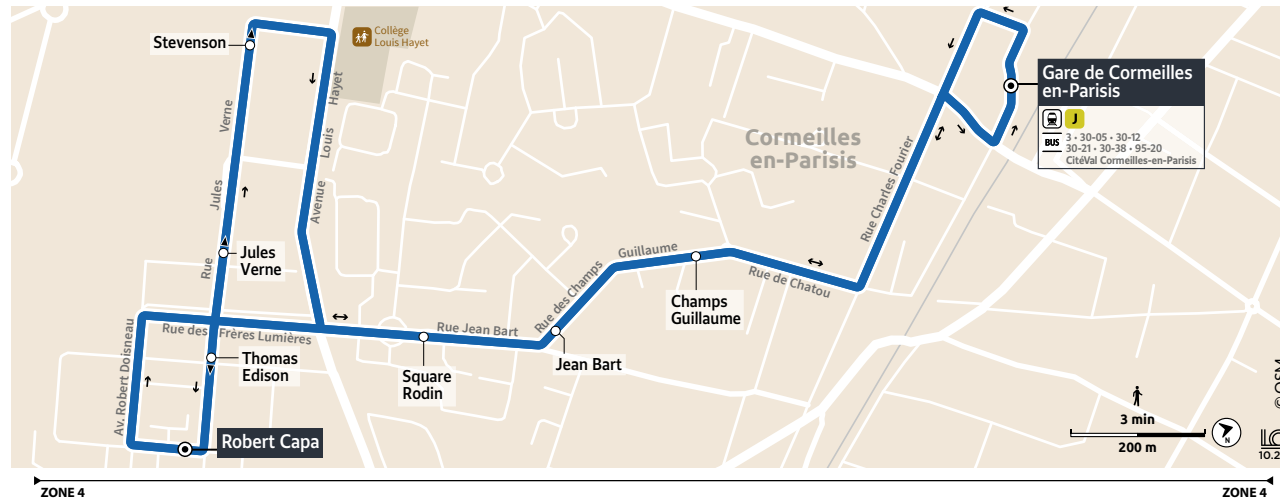 Stevenson
Collège
Louis Hayet
Rue Jules Verne
Avenue Louis Hayet
Jules
Verne
Rue des Frères Lumières
Av. Robert Doisneau
Thomas
Edison
Robert Capa
Square
Rodin
Rue Jean Bart
Jean Bart
Rue des Champs Guillaume
Champs
Guillaume
Rue de Chatou
Rue Charles Fourier
Cormeilles
en-Parisis
Gare de Cormeilles
en-Parisis
J
BUS
3 • 30-05 • 30-12
30-21 • 30-38 • 95-20
CitéVal Cormeilles-en-Parisis
3 min
200 m
N
ZONE 4
ZONE 4